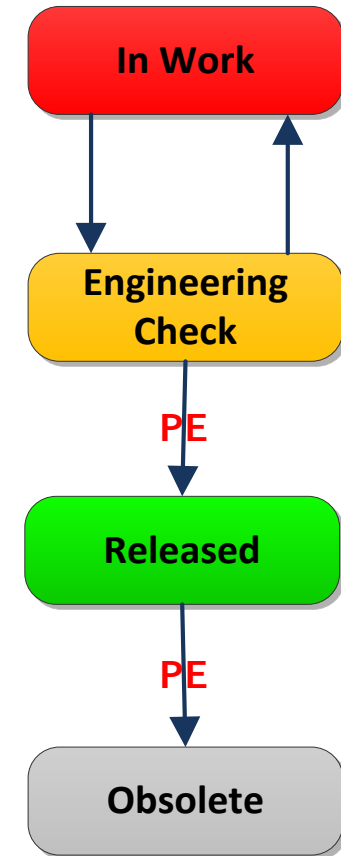 In Work
Engineering
Check
PE
Released
PE
Obsolete